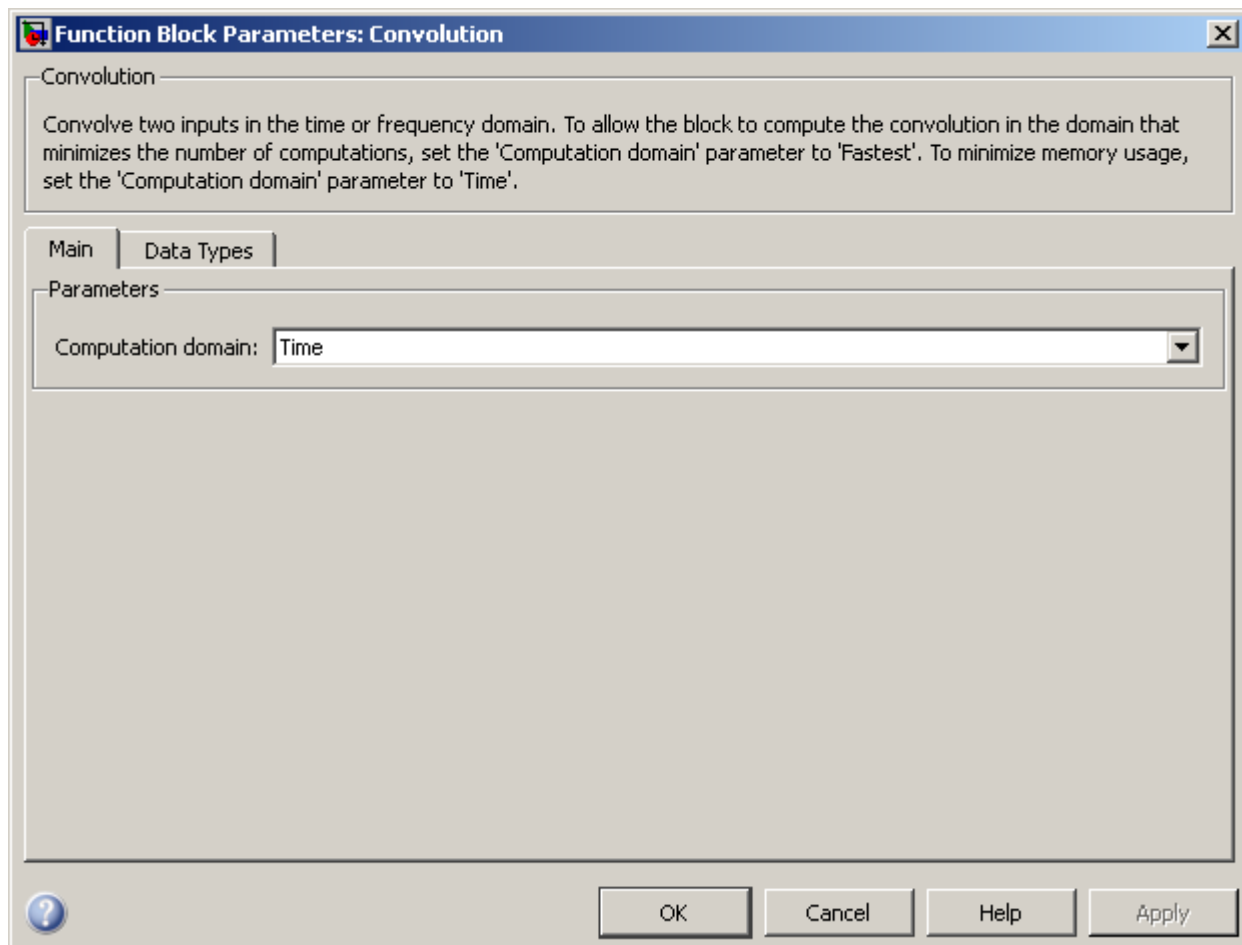 Function Block Parameters: Convolution
Convolution
Convolve two inputs in the time or frequency domain. To allow the block to compute the convolution in the domain that
minimizes the number of computations, set the 'Computation domain' parameter to 'Fastest'. To minimize memory usage,
set the 'Computation domain' parameter to 'Time'.
Main Data Types
Parameters
Computation domain: Time
? OK Cancel Help Apply